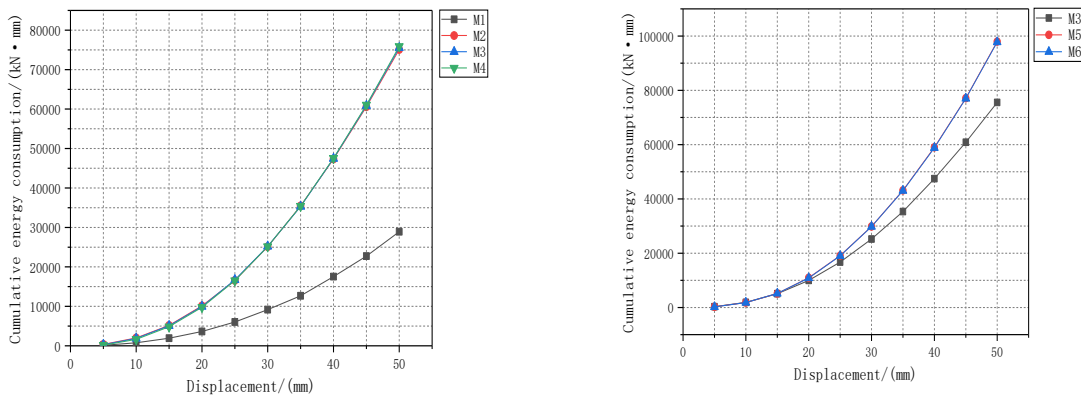 Cumulative energy consumption/(kN·mm)
80000
70000
60000
50000
40000
30000
20000
10000
0
0 10 20 30 40 50
Displacement/(mm)
M1
M2
M3
M4
Cumulative energy consumption/(kN·mm)
100000
80000
60000
40000
20000
0
0 10 20 30 40 50
Displacement/(mm)
M3
M5
M6